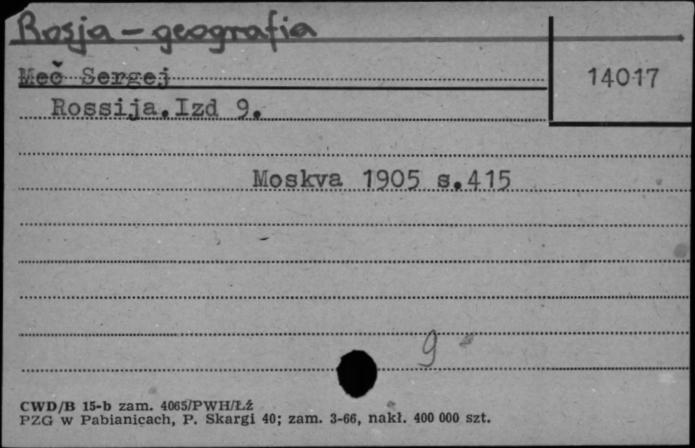 Rosja - geografia
Meč Sergej
14017
Rossija.Izd 9.
Moskva 1905 s.415
9
CWD/B 15-b zam. 4065/PWH/Łź
PZG w Pabianicach, P. Skargi 40; zam. 3-66, nakł. 400 000 szt.